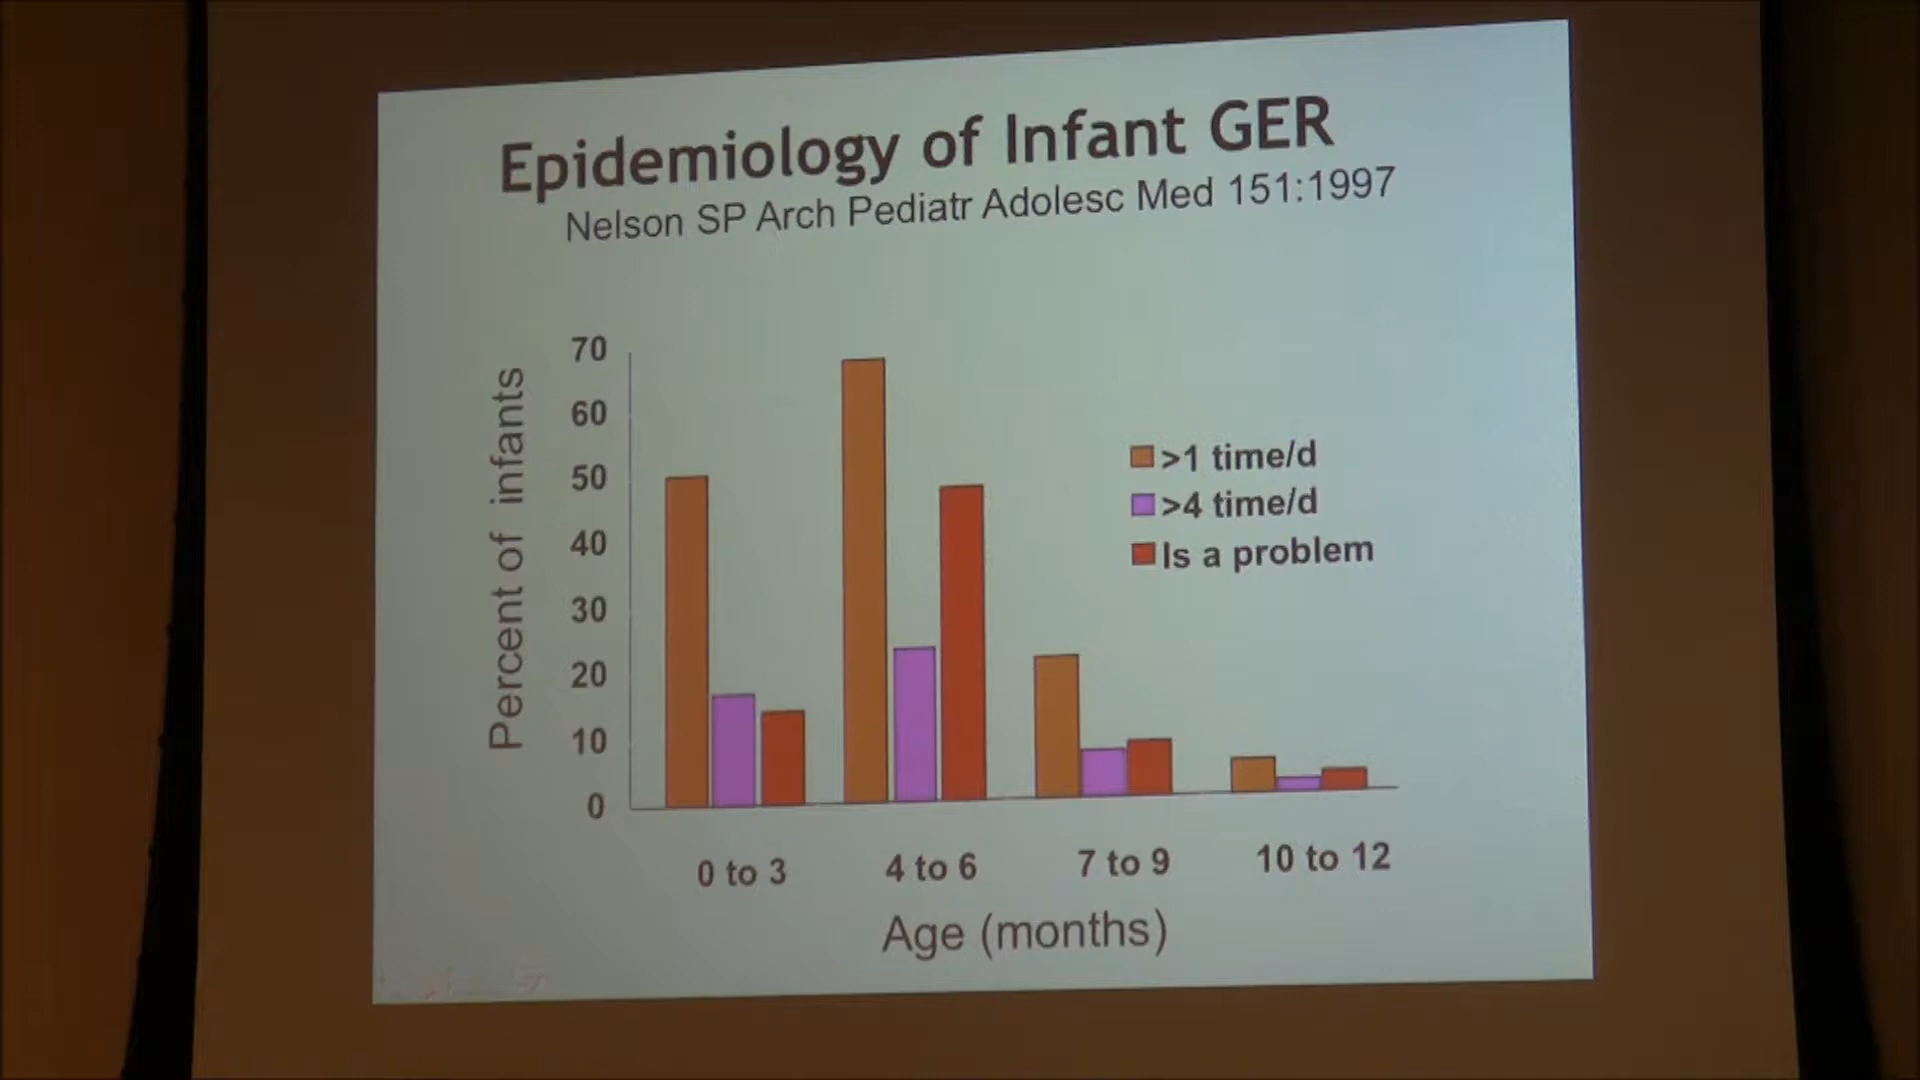 Epidemiology of Infant GER
Nelson SP Arch Pediatr Adolesc Med 151:1997
Percent of infants
70
60
50
40
30
20
10
0
>1 time/d
>4 time/d
Is a problem
0 to 3
4 to 6
7 to 9
10 to 12
Age (months)